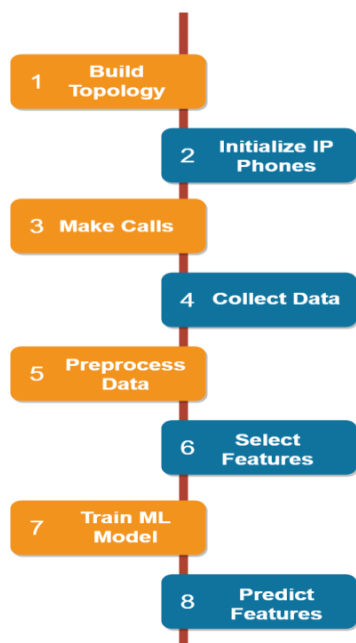 1 Build
Topology
2 Initialize IP
Phones
3 Make Calls
4 Collect Data
5 Preprocess
Data
6 Select
Features
7 Train ML
Model
8 Predict
Features